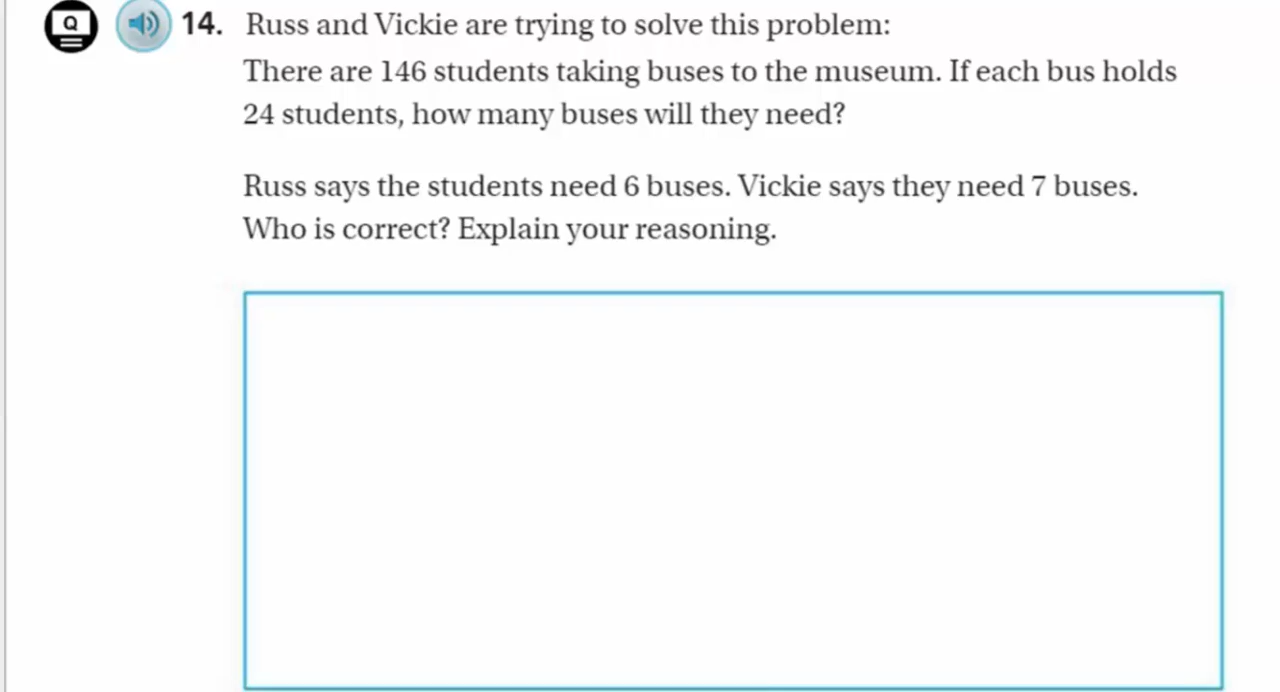 Q
14. Russ and Vickie are trying to solve this problem:
There are 146 students taking buses to the museum. If each bus holds
24 students, how many buses will they need?
Russ says the students need 6 buses. Vickie says they need 7 buses.
Who is correct? Explain your reasoning.